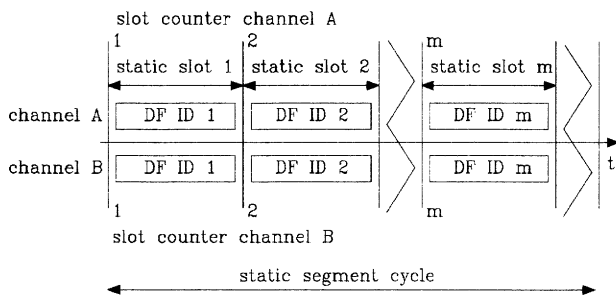 slot counter channel A
1 2 m
static slot 1 static slot 2 static slot m
channel A DF ID 1 DF ID 2 DF ID m
channel B DF ID 1 DF ID 2 DF ID m
t
1 2 m
slot counter channel B
static segment cycle